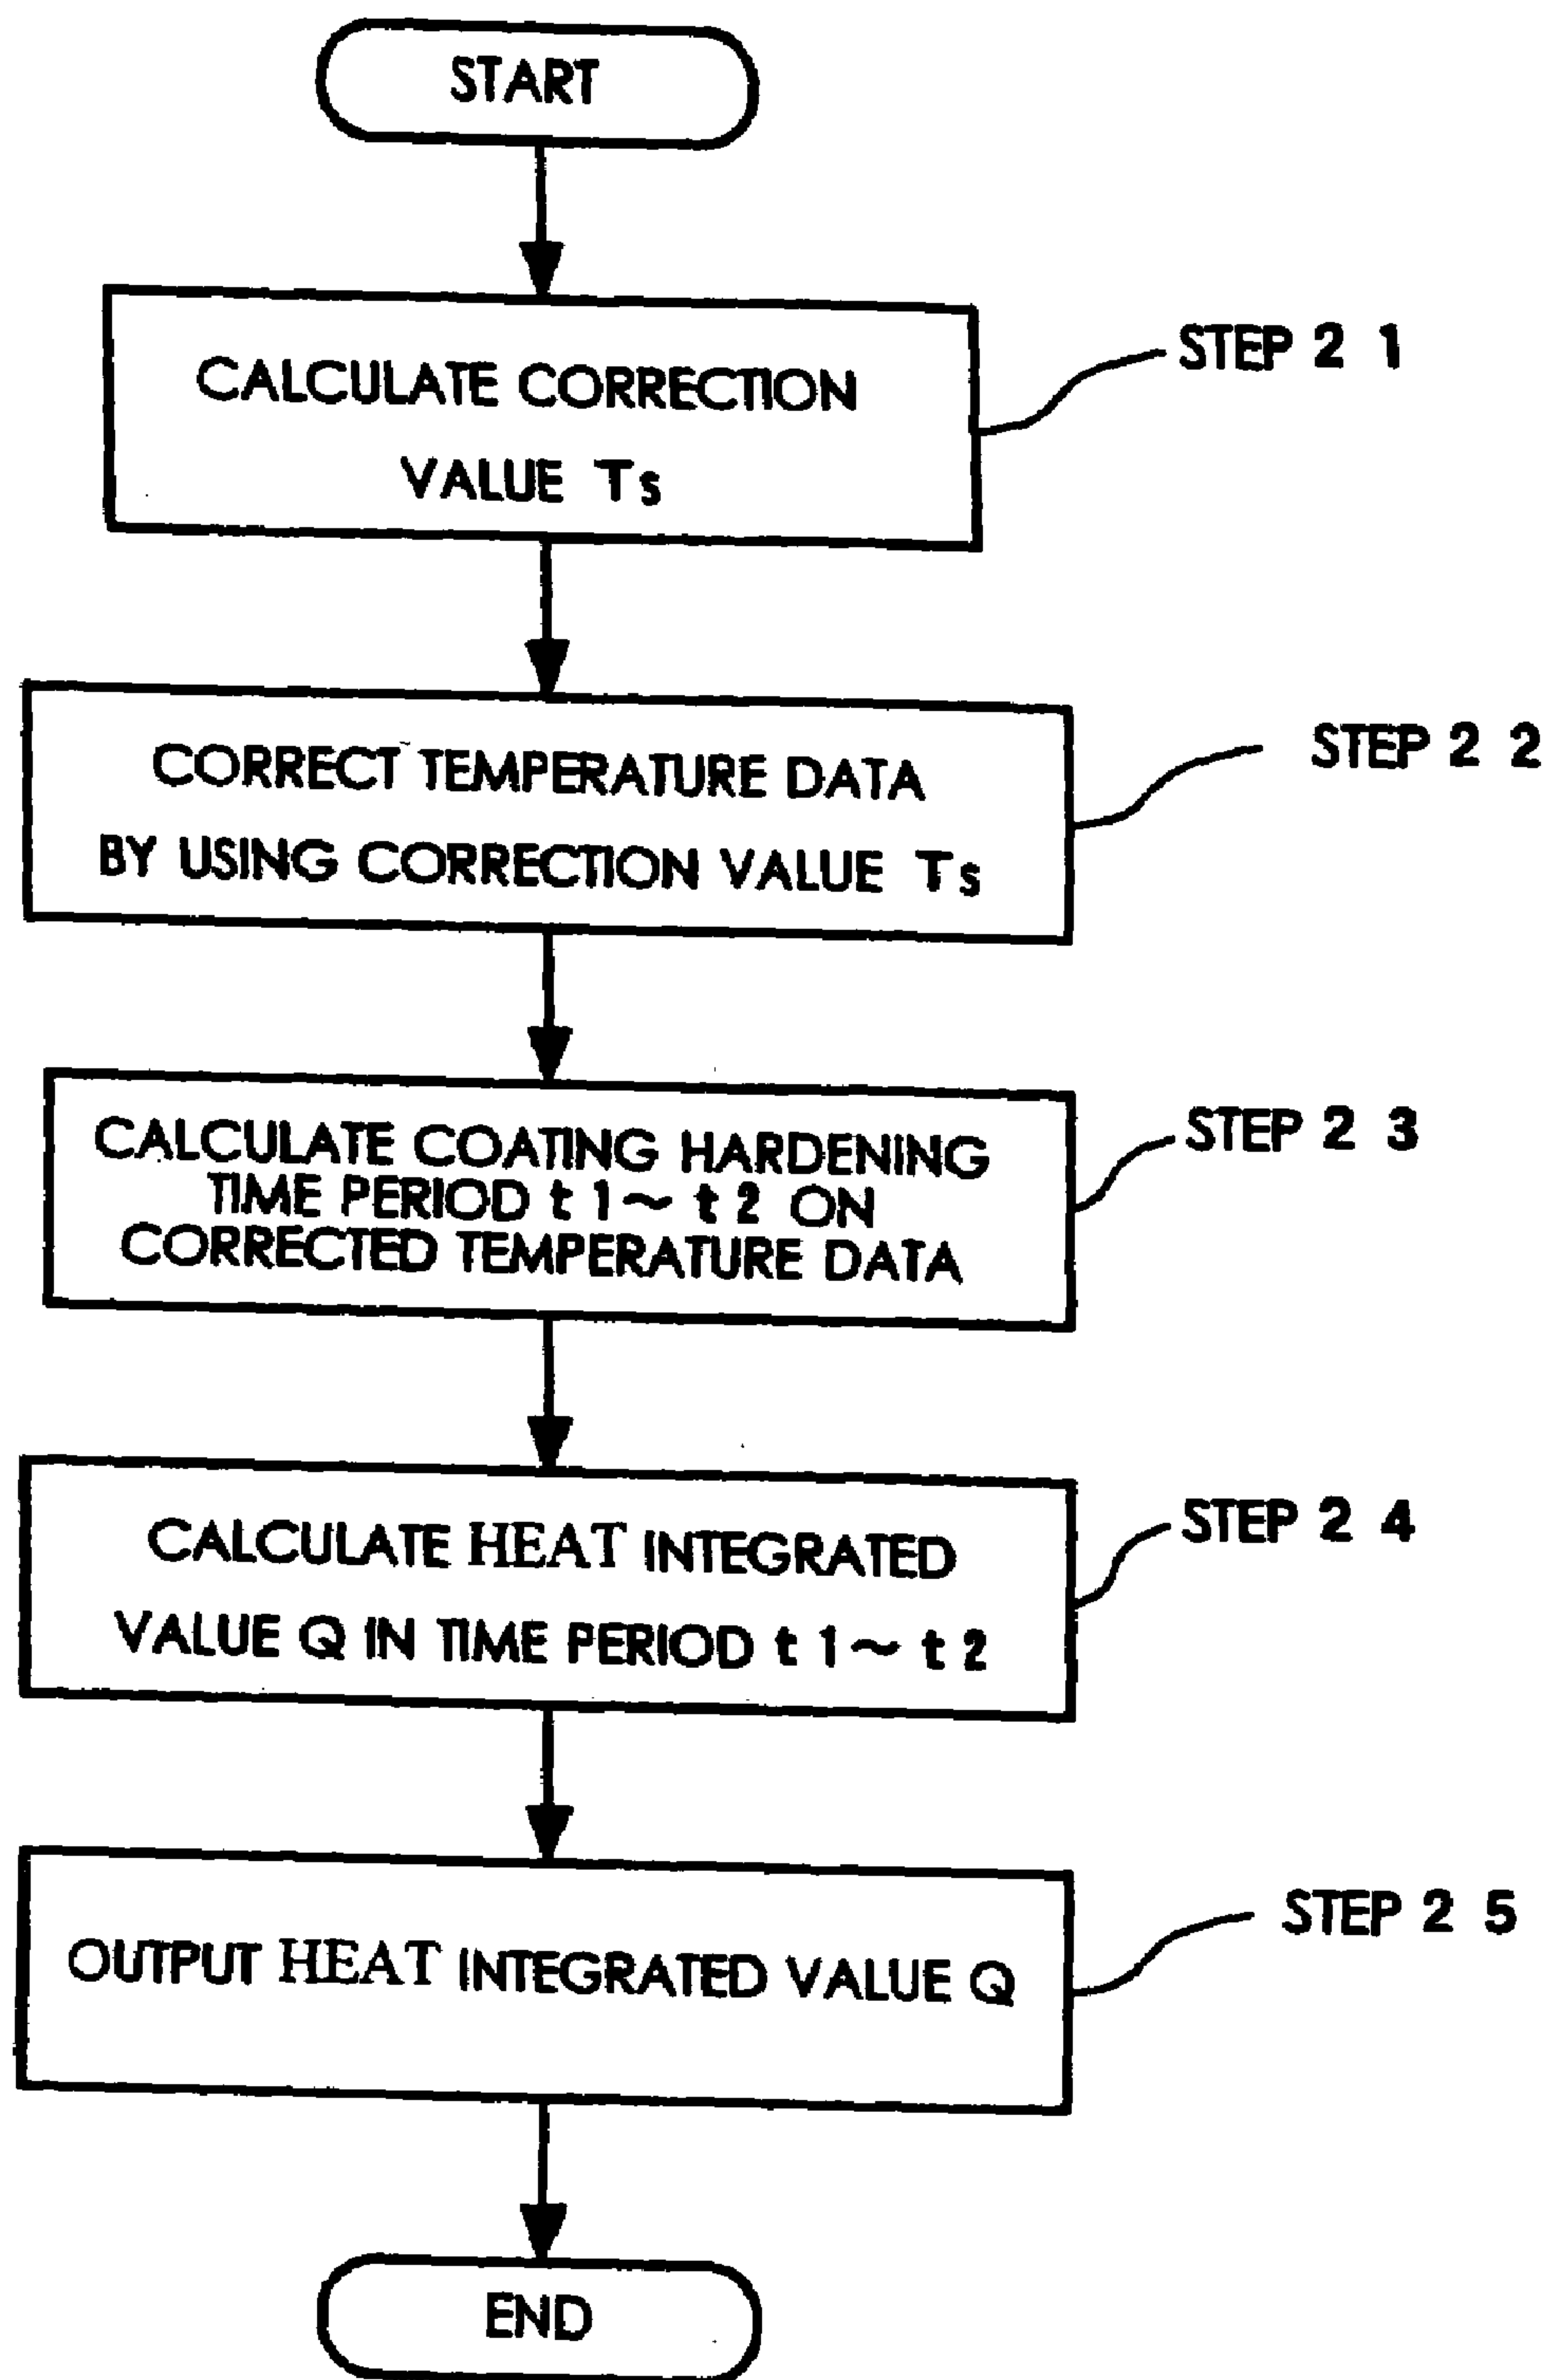 START
CALCULATE CORRECTION
VALUE Ts
STEP 2 1
CORRECT TEMPERATURE DATA
BY USING CORRECTION VALUE Ts
STEP 2 2
CALCULATE COATING HARDENING
TIME PERIOD t 1 ~ t 2 ON
CORRECTED TEMPERATURE DATA
STEP 2 3
CALCULATE HEAT INTEGRATED
VALUE Q IN TIME PERIOD t 1 ~ t 2
STEP 2 4
OUTPUT HEAT INTEGRATED VALUE Q
STEP 2 5
END